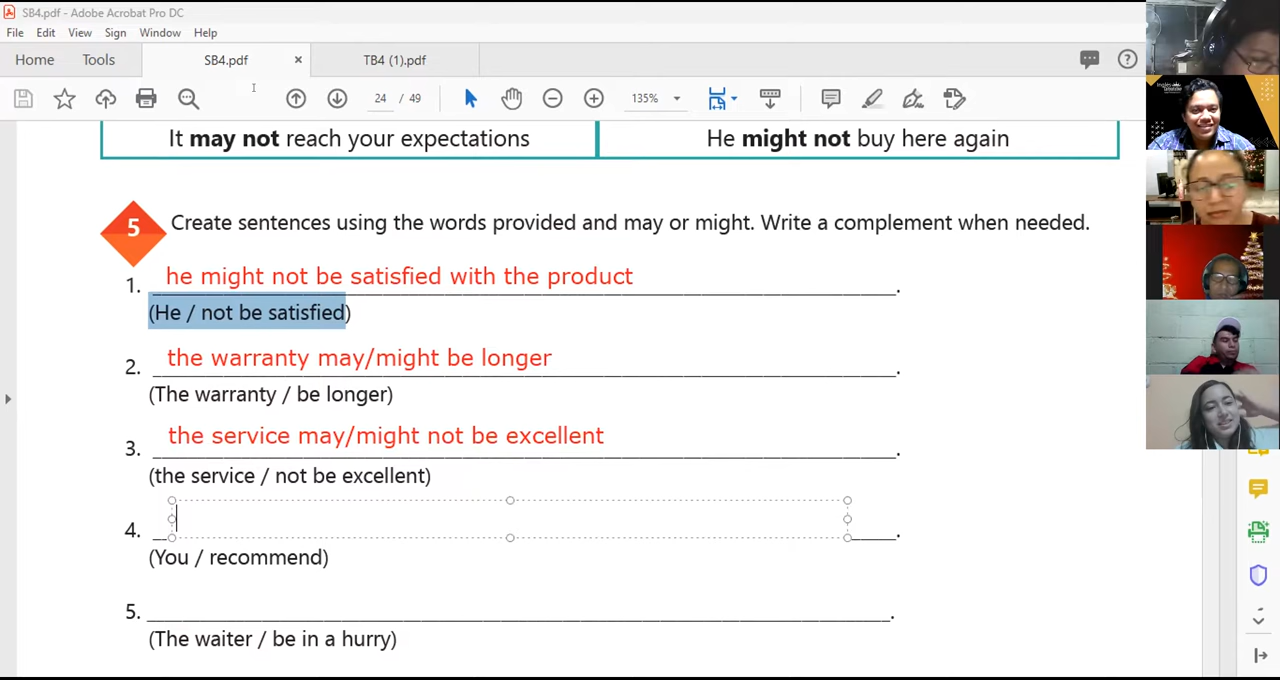 SB4.pdf - Adobe Acrobat Pro DC
File Edit View Sign Window Help
Home Tools SB4.pdf × TB4 (1).pdf
24 / 49 135%
It may not reach your expectations He might not buy here again
5 Create sentences using the words provided and may or might. Write a complement when needed.
1. he might not be satisfied with the product.
(He / not be satisfied)
2. the warranty may/might be longer.
(The warranty / be longer)
3. the service may/might not be excellent.
(the service / not be excellent)
4. .
(You / recommend)
5. .
(The waiter / be in a hurry)